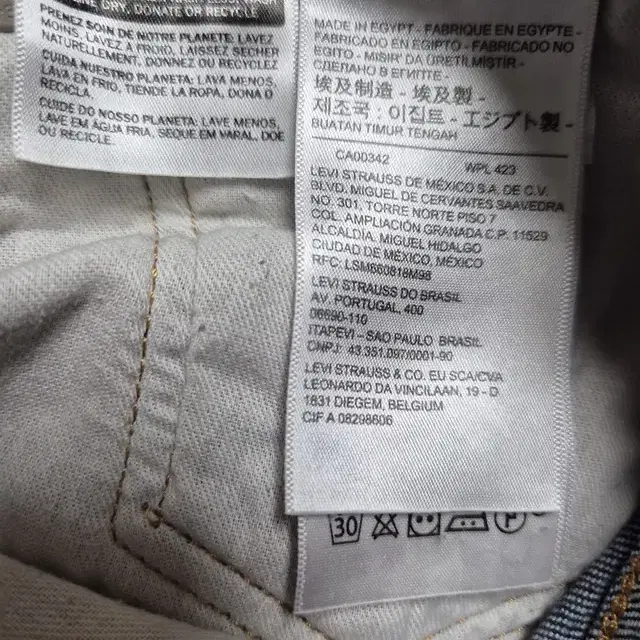 DRY, DONATE OR RECYCLE.
PRENEZ SOIN DE NOTRE PLANETE: LAVEZ
MOINS, LAVEZ À FROID, LAISSEZ SECHER
NATURELLEMENT, DONNEZ OU RECYCLEZ
CUIDA NUESTRO PLANETA: LAVA MENOS,
LAVA EN FRIO, TIENDE LA ROPA, DONA O
RECICLA
CUIDE DO NOSSO PLANETA: LAVE MENOS,
LAVE EM ÁGUA FRIA, SEQUE EM VARAL, DOE
OU RECICLE.
MADE IN EGYPT - FABRIQUE EN EGYPTE -
FABRICADO EN EGIPTO - FABRICADO NO
EGITO - MISIR DA ÜRETİLMİŞTİR -
СДЕЛАНО В ЕГИПТЕ -
埃及制造 - 埃及製 -
제조국: 이집트 - エジプト製 -
BUATAN TIMUR TENGAH
CA00342 WPL 423
LEVI STRAUSS DE MÉXICO S.A. DE C.V.
BLVD. MIGUEL DE CERVANTES SAAVEDRA
NO. 301, TORRE NORTE PISO 7
COL. AMPLIACIÓN GRANADA C.P. 11529
ALCALDÍA. MIGUEL HIDALGO
CIUDAD DE MÉXICO, MÉXICO
RFC: LSM660818M98
LEVI STRAUSS DO BRASIL
AV. PORTUGAL, 400
06690-110
ITAPEVI - SAO PAULO BRASIL
CNPJ: 43.351.097/0001-90
LEVI STRAUSS & CO. EU SCA/CVA
LEONARDO DA VINCILAAN, 19 - D
1831 DIEGEM, BELGIUM
CIF A 08298606
30 P